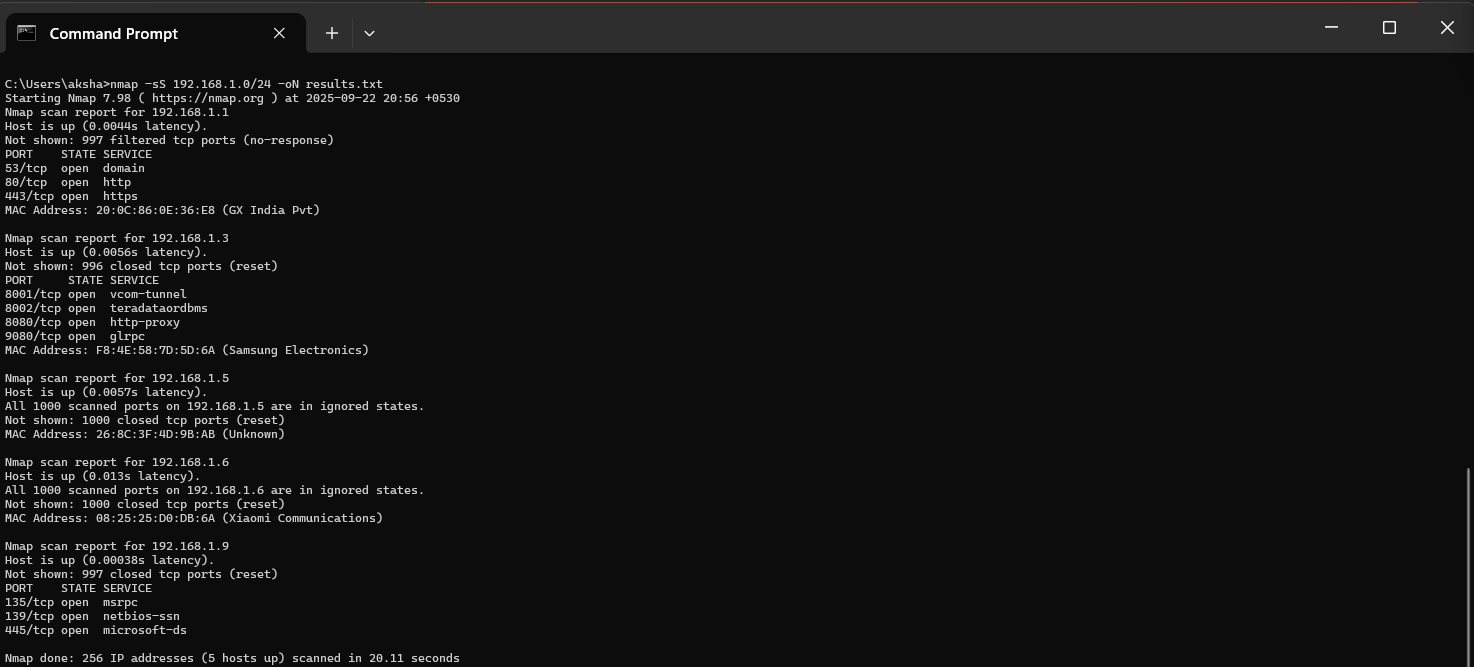 Command Prompt
C:\Users\aksha>nmap -sS 192.168.1.0/24 -oN results.txt
Starting Nmap 7.98 ( https://nmap.org ) at 2025-09-22 20:56 +0530
Nmap scan report for 192.168.1.1
Host is up (0.0044s latency).
Not shown: 997 filtered tcp ports (no-response)
PORT    STATE SERVICE
53/tcp  open  domain
80/tcp  open  http
443/tcp open  https
MAC Address: 20:0C:86:0E:36:E8 (GX India Pvt)

Nmap scan report for 192.168.1.3
Host is up (0.0056s latency).
Not shown: 996 closed tcp ports (reset)
PORT     STATE SERVICE
8001/tcp open  vcom-tunnel
8002/tcp open  teradataordbms
8080/tcp open  http-proxy
9080/tcp open  glrpc
MAC Address: F8:4E:58:7D:5D:6A (Samsung Electronics)

Nmap scan report for 192.168.1.5
Host is up (0.0057s latency).
All 1000 scanned ports on 192.168.1.5 are in ignored states.
Not shown: 1000 closed tcp ports (reset)
MAC Address: 26:8C:3F:4D:9B:AB (Unknown)

Nmap scan report for 192.168.1.6
Host is up (0.013s latency).
All 1000 scanned ports on 192.168.1.6 are in ignored states.
Not shown: 1000 closed tcp ports (reset)
MAC Address: 08:25:25:D0:DB:6A (Xiaomi Communications)

Nmap scan report for 192.168.1.9
Host is up (0.00038s latency).
Not shown: 997 closed tcp ports (reset)
PORT    STATE SERVICE
135/tcp open  msrpc
139/tcp open  netbios-ssn
445/tcp open  microsoft-ds

Nmap done: 256 IP addresses (5 hosts up) scanned in 20.11 seconds